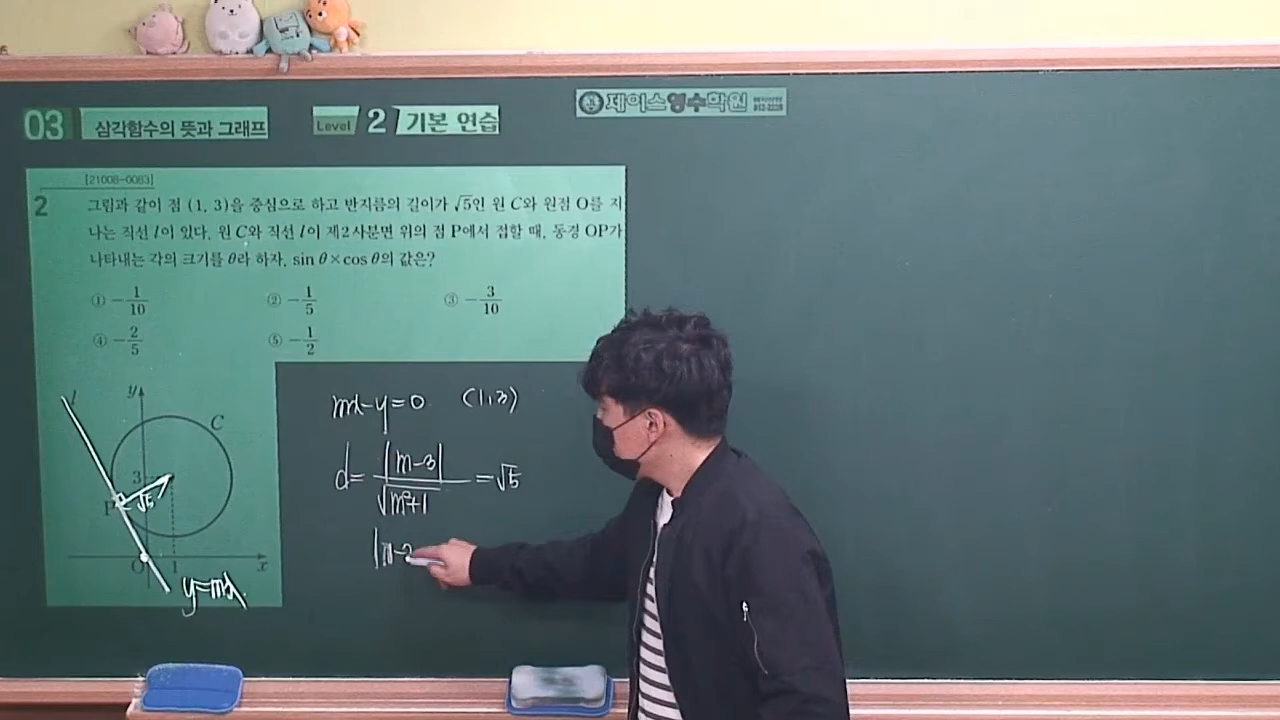 제이스영수학원
03 삼각함수의 뜻과 그래프 Level 2 기본 연습
[21008-0083]
2 그림과 같이 점 (1, 3)을 중심으로 하고 반지름의 길이가 √5인 원 C와 원점 O를 지
나는 직선 l이 있다. 원 C와 직선 l이 제2사분면 위의 점 P에서 접할 때, 동경 OP가
나타내는 각의 크기를 θ라 하자. sin θ×cos θ의 값은?
① -1/10 ② -1/5 ③ -3/10
④ -2/5 ⑤ -1/2
l
y
C
3
P √5
O 1 x
y=mx
mx-y=0 (1,3)
d= |m-3|/√m²+1 =√5
|m-3